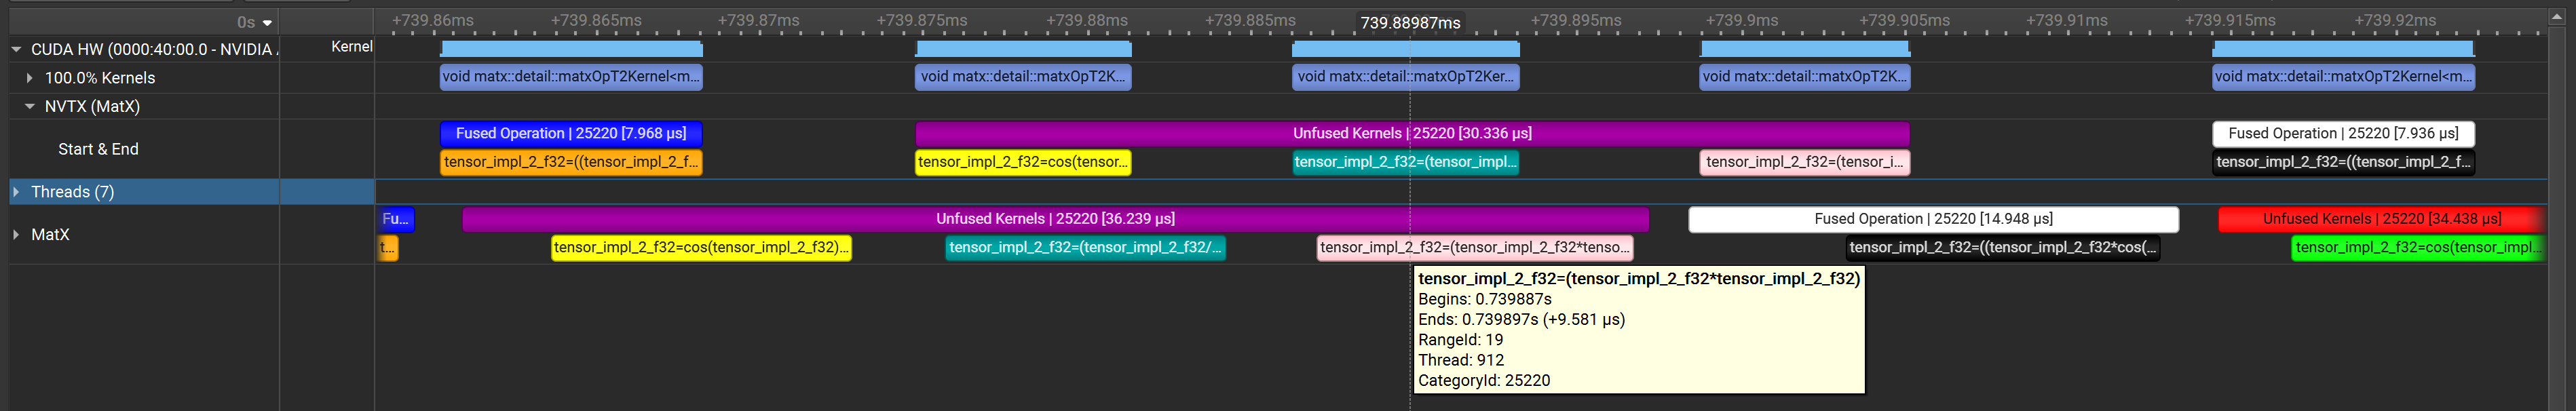 0s +739.86ms +739.865ms +739.87ms +739.875ms +739.88ms +739.885ms 739.88987ms +739.895ms +739.9ms +739.905ms +739.91ms +739.915ms +739.92ms
CUDA HW (0000:40:00.0 - NVIDIA Kernel
100.0% Kernels void matx::detail::matxOpT2Kernel<m... void matx::detail::matxOpT2K... void matx::detail::matxOpT2Ker... void matx::detail::matxOpT2K... void matx::detail::matxOpT2Kernel<m...
NVTX (MatX)
Fused Operation | 25220 [7.968 µs] Unfused Kernels | 25220 [30.336 µs] Fused Operation | 25220 [7.936 µs]
Start & End
tensor_impl_2_f32=((tensor_impl_2_f... tensor_impl_2_f32=cos(tensor... tensor_impl_2_f32=(tensor_impl... tensor_impl_2_f32=(tensor_i... tensor_impl_2_f32=((tensor_impl_2_f...
Threads (7)
Fu... Unfused Kernels | 25220 [36.239 µs] Fused Operation | 25220 [14.948 µs] Unfused Kernels | 25220 [34.438 µs]
MatX
t... tensor_impl_2_f32=cos(tensor_impl_2_f32)... tensor_impl_2_f32=(tensor_impl_2_f32/... tensor_impl_2_f32=(tensor_impl_2_f32*tenso... tensor_impl_2_f32=((tensor_impl_2_f32*cos(... tensor_impl_2_f32=cos(tensor_impl...
tensor_impl_2_f32=(tensor_impl_2_f32*tensor_impl_2_f32)
Begins: 0.739887s
Ends: 0.739897s (+9.581 µs)
RangeId: 19
Thread: 912
CategoryId: 25220